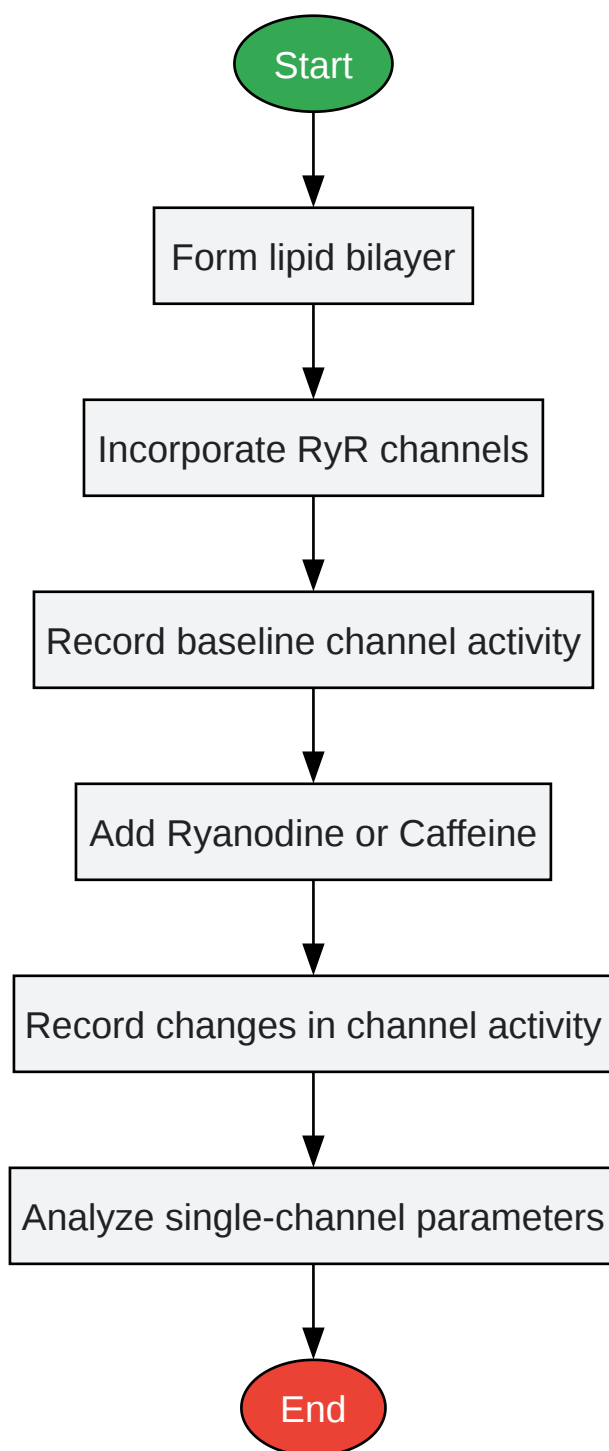 Start
Form lipid bilayer
Incorporate RyR channels
Record baseline channel activity
Add Ryanodine or Caffeine
Record changes in channel activity
Analyze single-channel parameters
End